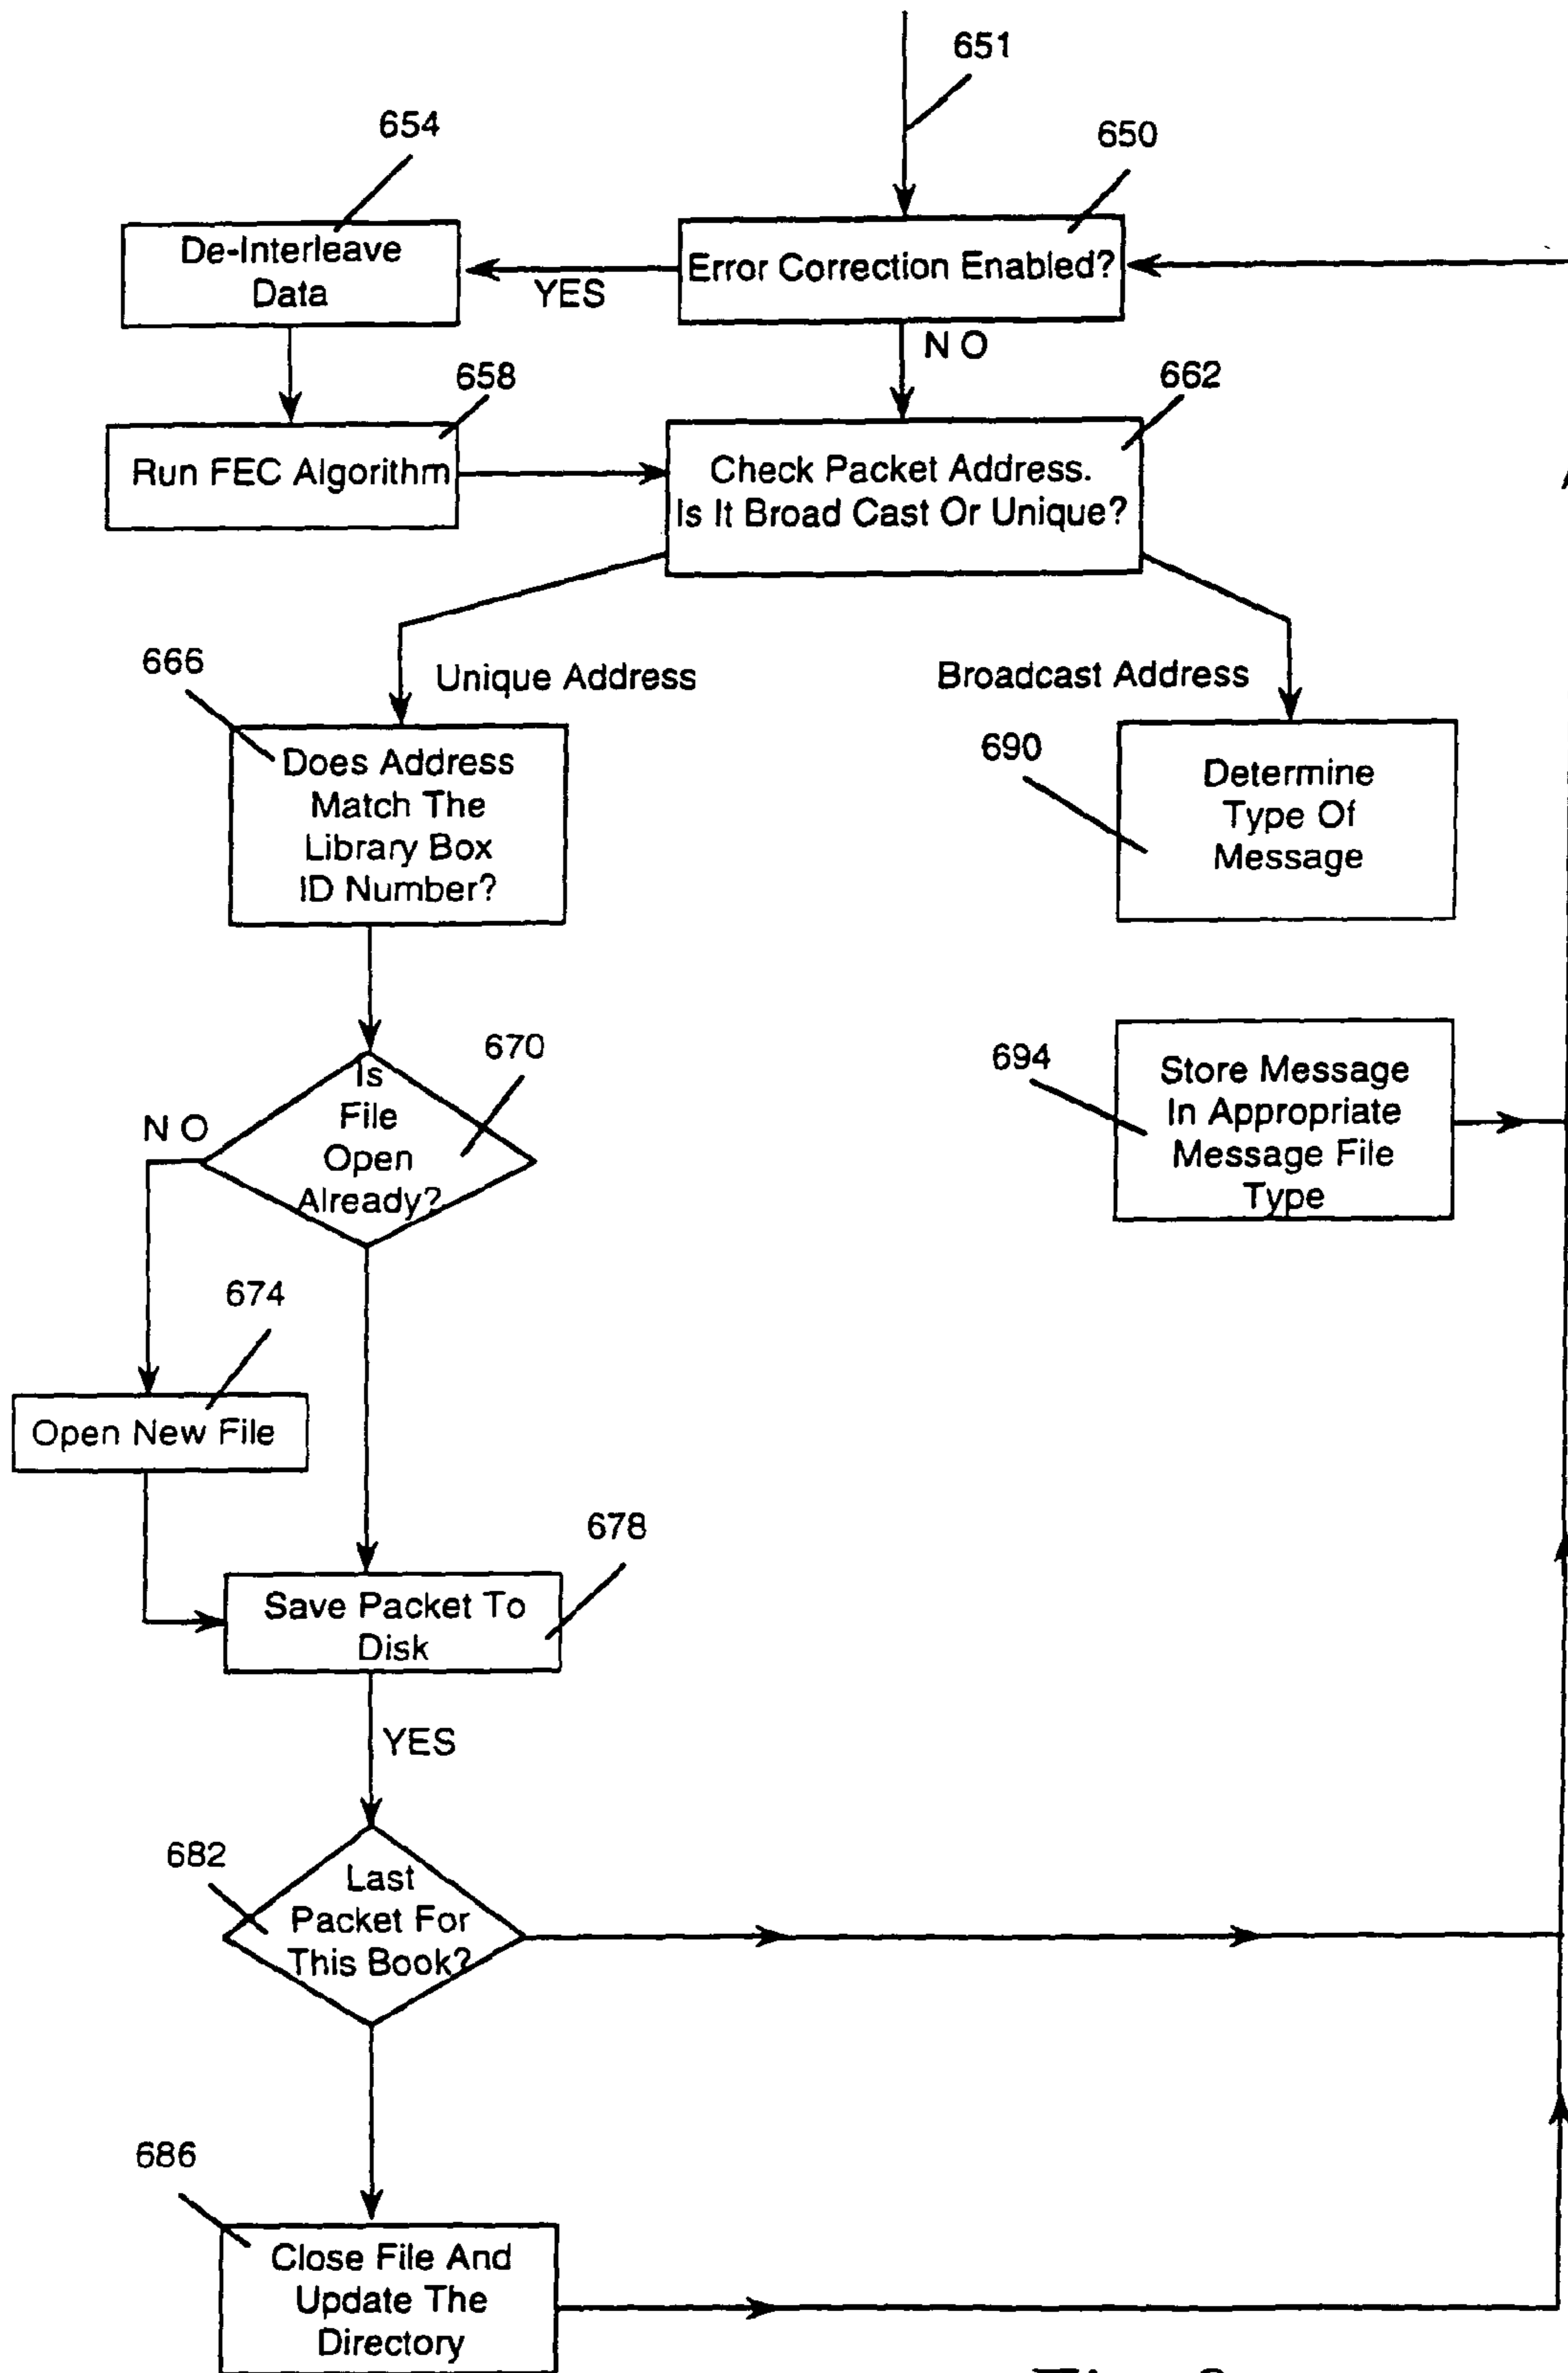 651
654
650
De-Interleave
Data
YES
Error Correction Enabled?
N O
658
662
Run FEC Algorithm
Check Packet Address.
Is It Broad Cast Or Unique?
666
Unique Address
Broadcast Address
Does Address
Match The
Library Box
ID Number?
690
Determine
Type Of
Message
670
N O
Is
File
Open
Already?
694
Store Message
In Appropriate
Message File
Type
674
Open New File
678
Save Packet To
Disk
YES
682
Last
Packet For
This Book?
686
Close File And
Update The
Directory